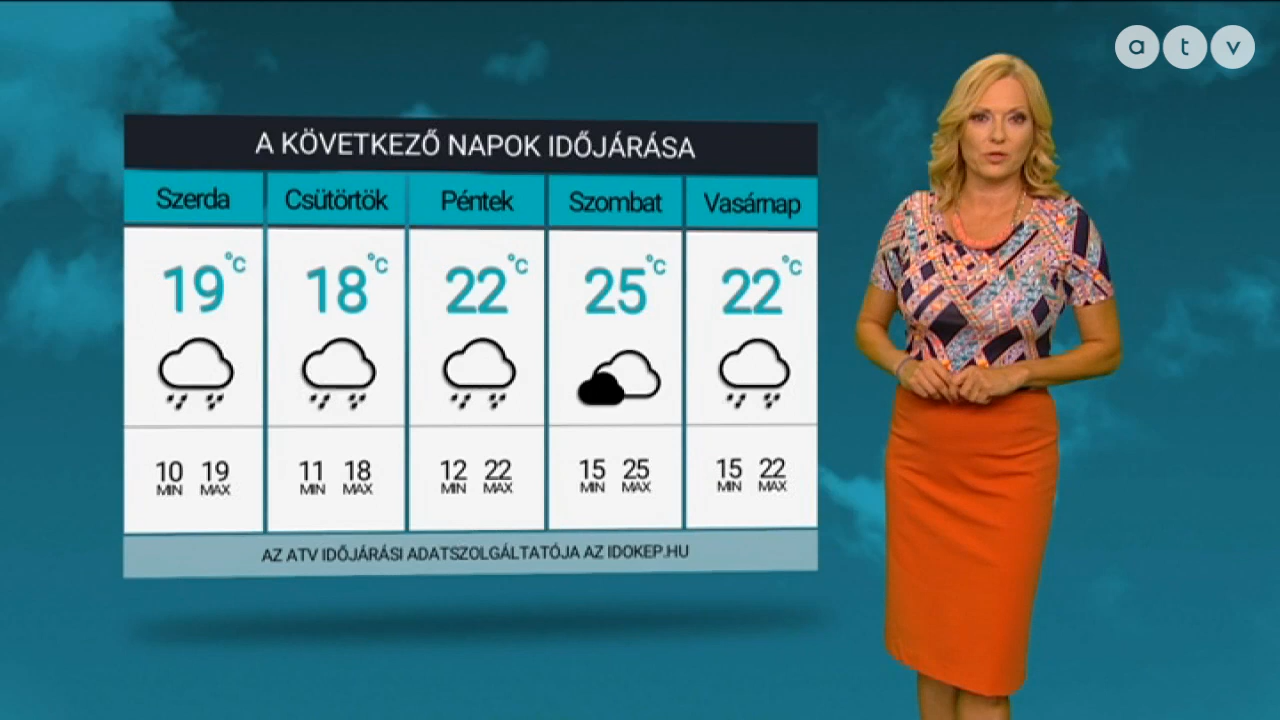 a t v
A KÖVETKEZŐ NAPOK IDŐJÁRÁSA
Szerda Csütörtök Péntek Szombat Vasárnap
19°C 18°C 22°C 25°C 22°C
10 19 11 18 12 22 15 25 15 22
MIN MAX MIN MAX MIN MAX MIN MAX MIN MAX
AZ ATV IDŐJÁRÁSI ADATSZOLGÁLTATÓJA AZ IDOKEP.HU